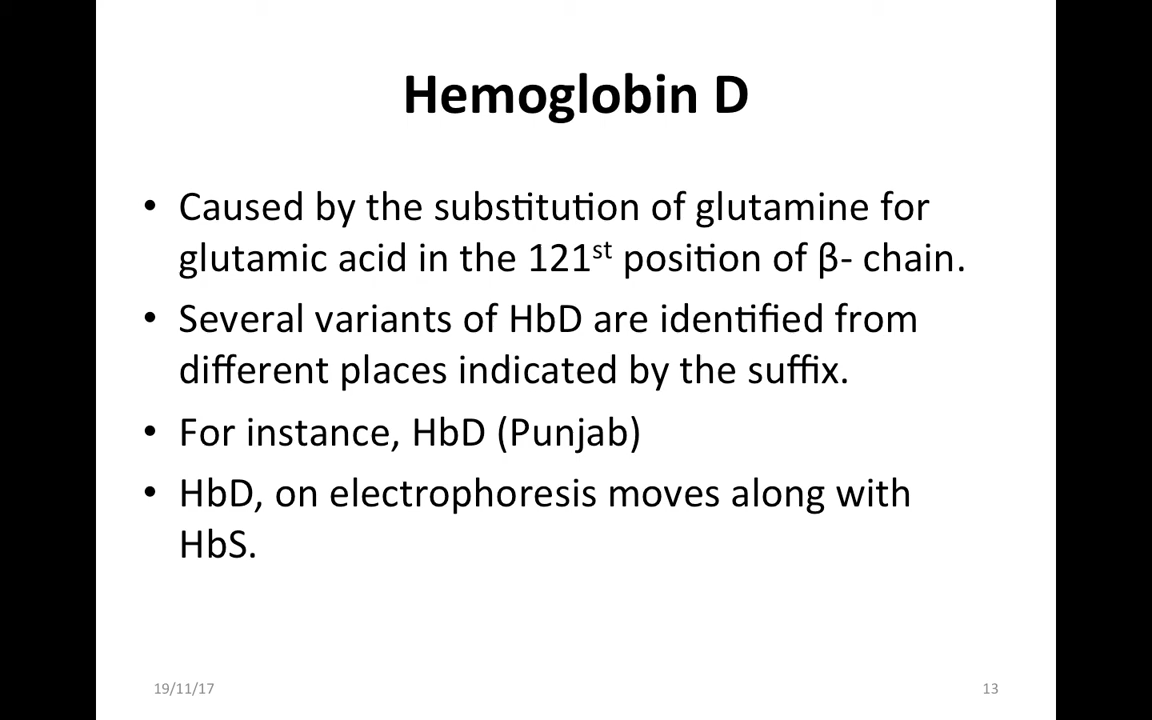 Hemoglobin D
• Caused by the substitution of glutamine for
glutamic acid in the 121st position of β- chain.
• Several variants of HbD are identified from
different places indicated by the suffix.
• For instance, HbD (Punjab)
• HbD, on electrophoresis moves along with
HbS.
19/11/17
13